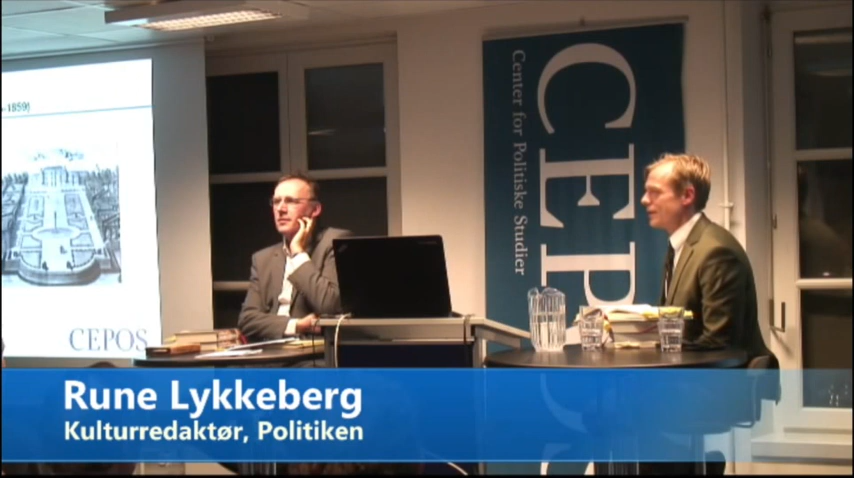 -1859)
CEPOS
Center for Politiske Studier
CEPOS
Rune Lykkeberg
Kulturredaktør, Politiken